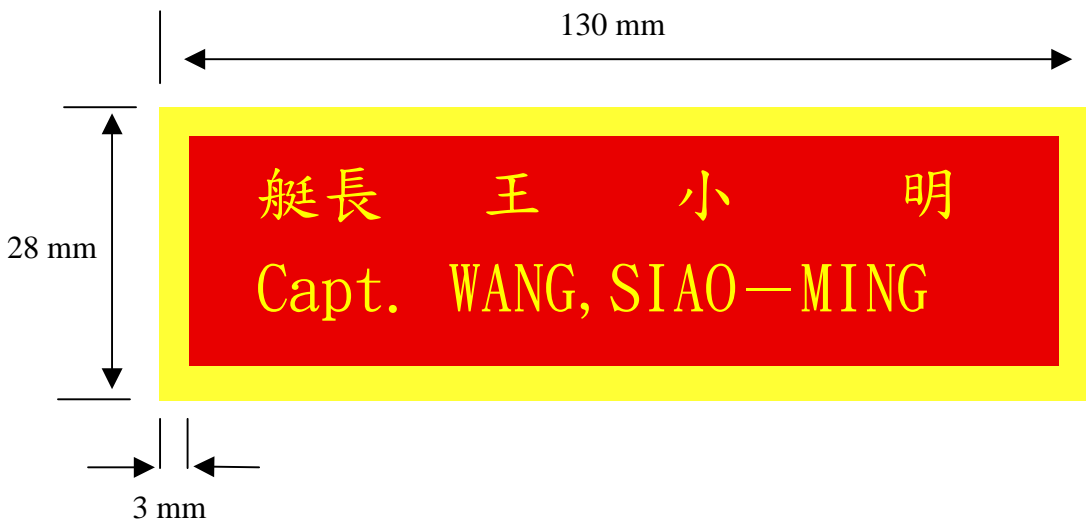 130 mm
艇長 王 小 明
28 mm
Capt. WANG,SIAO－MING
3 mm